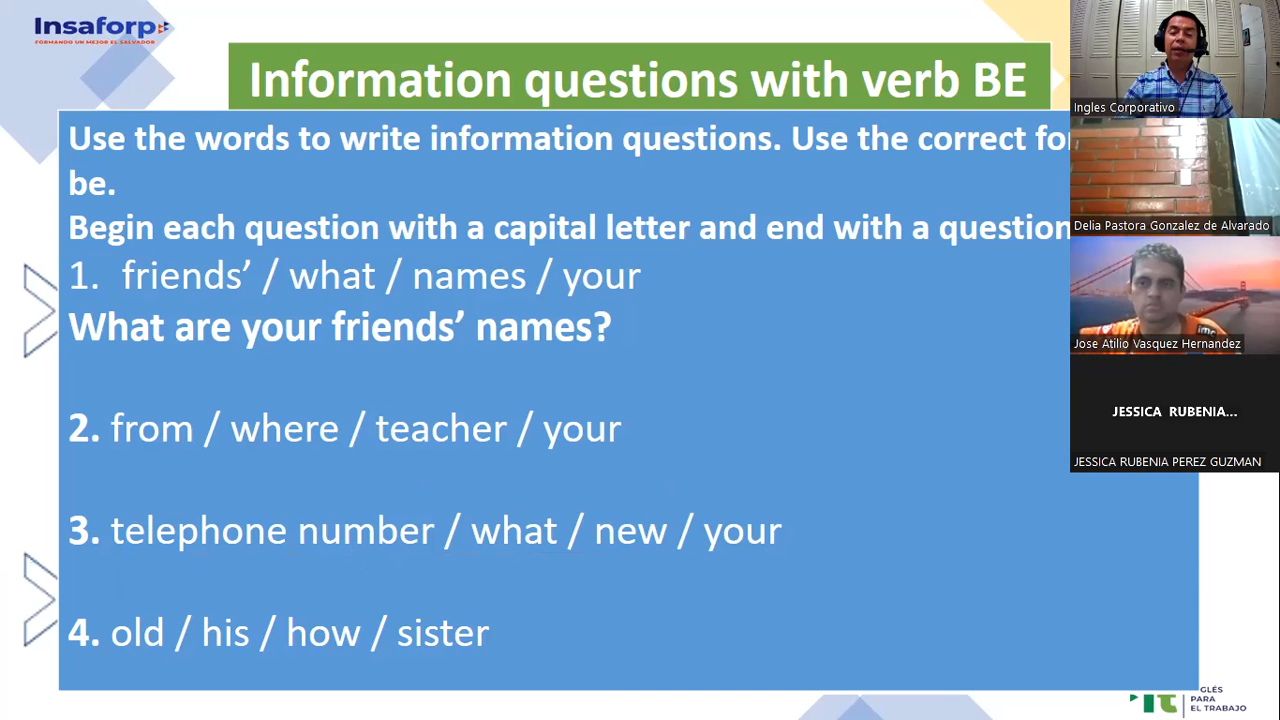 Insaforp
FORMANDO UN MEJOR EL SALVADOR
Information questions with verb BE
Use the words to write information questions. Use the correct for
be.
Begin each question with a capital letter and end with a question
1. friends’ / what / names / your
What are your friends’ names?
2. from / where / teacher / your
3. telephone number / what / new / your
4. old / his / how / sister
Ingles Corporativo
Delia Pastora Gonzalez de Alvarado
Jose Atilio Vasquez Hernandez
JESSICA RUBENIA...
JESSICA RUBENIA PEREZ GUZMAN
GLÉS
PARA
EL TRABAJO